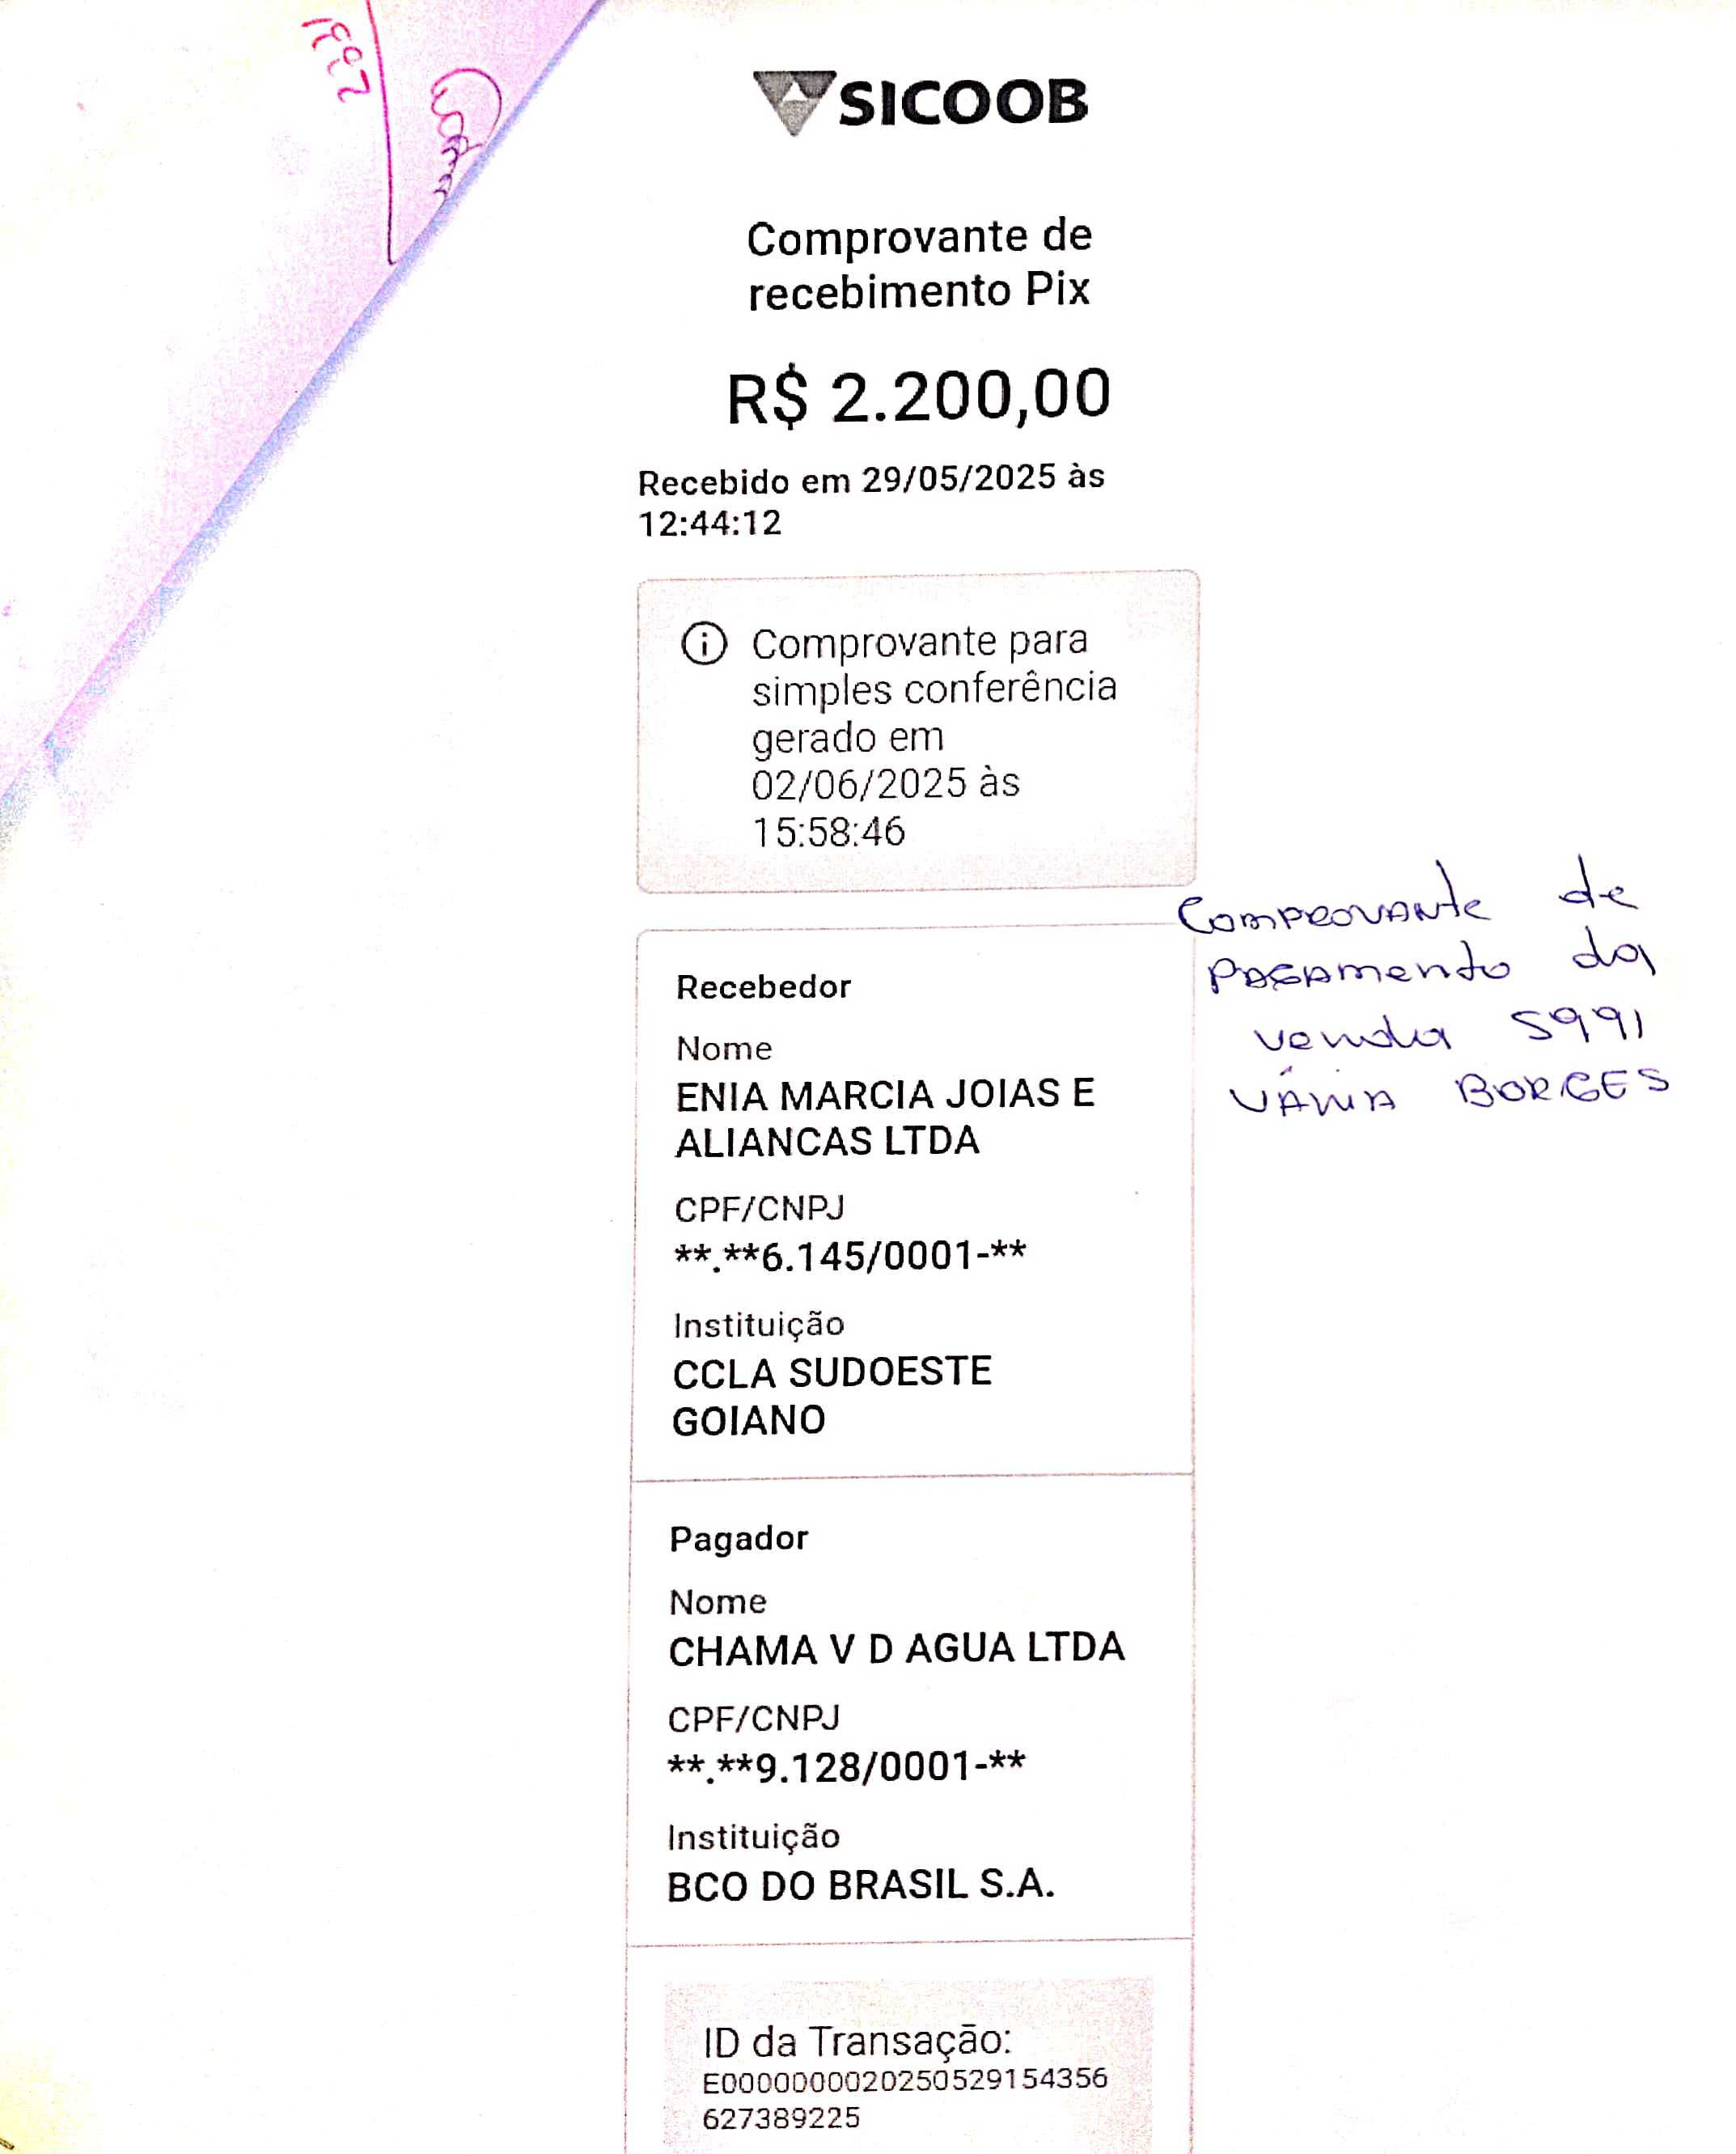 SICOOB
Comprovante de
recebimento Pix
R$ 2.200,00
Recebido em 29/05/2025 às
12:44:12
Comprovante para
simples conferência
gerado em
02/06/2025 às
15:58:46
Comprovante de
Pagamento da
venda 5991
VÂNIA BORGES
Recebedor
Nome
ENIA MARCIA JOIAS E
ALIANCAS LTDA
CPF/CNPJ
**.**6.145/0001-**
Instituição
CCLA SUDOESTE
GOIANO
Pagador
Nome
CHAMA V D AGUA LTDA
CPF/CNPJ
**.**9.128/0001-**
Instituição
BCO DO BRASIL S.A.
ID da Transação:
E0000000020250529154356
627389225